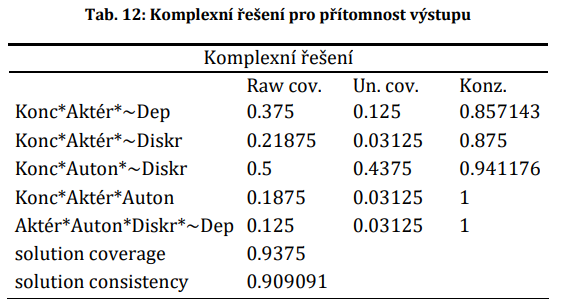 Tab. 12: Komplexní řešení pro přítomnost výstupu
Komplexní řešení
Raw cov. Un. cov. Konz.
Konc*Aktér*~Dep 0.375 0.125 0.857143
Konc*Aktér*~Diskr 0.21875 0.03125 0.875
Konc*Auton*~Diskr 0.5 0.4375 0.941176
Konc*Aktér*Auton 0.1875 0.03125 1
Aktér*Auton*Diskr*~Dep 0.125 0.03125 1
solution coverage 0.9375
solution consistency 0.909091